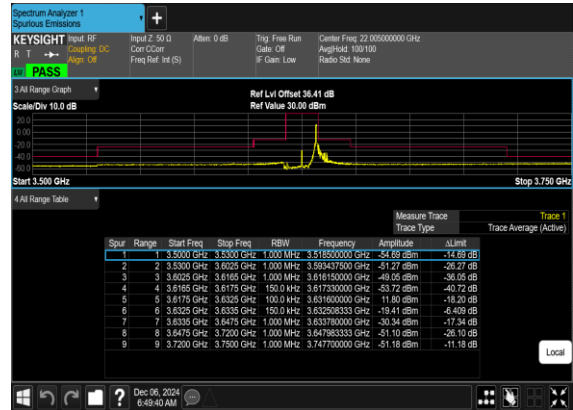 Spectrum Analyzer 1
Spurious Emissions
+
KEYSIGHT Input: RF Input Z: 50 Ω Atten: 0 dB Trig: Free Run Center Freq: 22.005000000 GHz
R T Coupling: DC Corr CCorr Gate: Off Avg|Hold: 100/100
Align: Off Freq Ref: Int (S) IF Gain: Low Radio Std: None
PASS
3 All Range Graph Ref Lvl Offset 36.41 dB
Scale/Div 10.0 dB Ref Value 30.00 dBm
20.0
0.00
-20.0
-40.0
-60.0
Start 3.500 GHz Stop 3.750 GHz
4 All Range Table
Measure Trace Trace 1
Trace Type Trace Average (Active)
Spur Range Start Freq Stop Freq RBW Frequency Amplitude ΔLimit
1 1 3.5000 GHz 3.5300 GHz 1.000 MHz 3.518500000 GHz -54.69 dBm -14.69 dB
2 2 3.5300 GHz 3.6025 GHz 1.000 MHz 3.593437500 GHz -51.27 dBm -26.27 dB
3 3 3.6025 GHz 3.6165 GHz 1.000 MHz 3.616150000 GHz -49.05 dBm -36.05 dB
4 4 3.6165 GHz 3.6175 GHz 150.0 kHz 3.617330000 GHz -53.72 dBm -40.72 dB
5 5 3.6175 GHz 3.6325 GHz 100.0 kHz 3.631600000 GHz 11.80 dBm -18.20 dB
6 6 3.6325 GHz 3.6335 GHz 150.0 kHz 3.632508333 GHz -19.41 dBm -6.409 dB
7 7 3.6335 GHz 3.6475 GHz 1.000 MHz 3.633780000 GHz -30.34 dBm -17.34 dB
8 8 3.6475 GHz 3.7200 GHz 1.000 MHz 3.647983333 GHz -51.10 dBm -26.10 dB
9 9 3.7200 GHz 3.7500 GHz 1.000 MHz 3.747700000 GHz -51.18 dBm -11.18 dB
Local
? Dec 06, 2024
6:49:40 AM